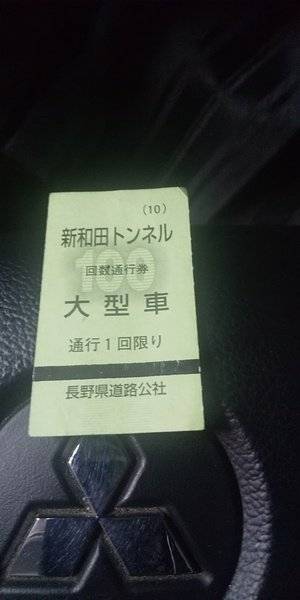 (10)
新和田トンネル
100
回数通行券
大型車
通行1回限り
長野県道路公社